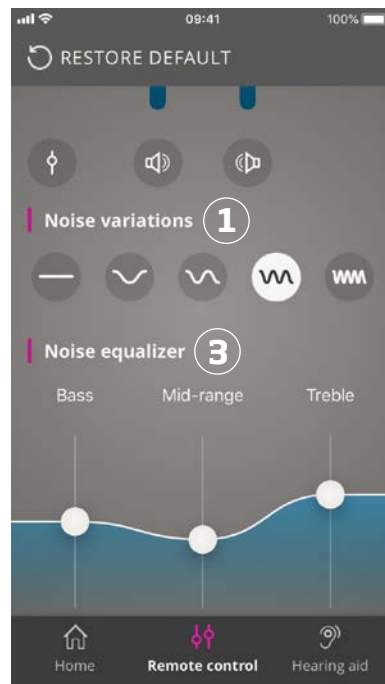 09:41
100%
RESTORE DEFAULT
Noise variations 1
Noise equalizer 3
Bass Mid-range Treble
Home Remote control Hearing aid